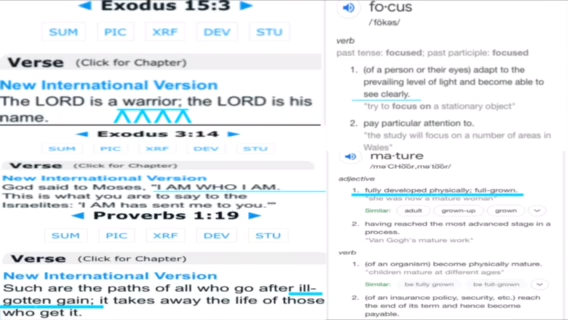 ◄ Exodus 15:3 ►
SUM PIC XRF DEV STU
Verse (Click for Chapter)
New International Version
The LORD is a warrior; the LORD is his
name.
◄ Exodus 3:14 ►
SUM PIC XRF DEV STU
Verse (Click for Chapter)
New International Version
God said to Moses, "I AM WHO I AM.
This is what you are to say to the
Israelites: 'I AM has sent me to you.'"
◄ Proverbs 1:19 ►
SUM PIC XRF DEV STU
Verse (Click for Chapter)
New International Version
Such are the paths of all who go after ill-
gotten gain; it takes away the life of those
who get it.
fo·cus
/ˈfōkəs/
verb
past tense: focused; past participle: focused
1. (of a person or their eyes) adapt to the
prevailing level of light and become able to
see clearly.
"try to focus on a stationary object"
2. pay particular attention to.
"the study will focus on a number of areas in
Wales"
ma·ture
adjective
1. fully developed physically; full-grown.
"she was now a mature woman"
Similar: adult grown-up grown
2. having reached the most advanced stage in a
process.
"Van Gogh's mature work"
verb
1. (of an organism) become physically mature.
"children mature at different ages"
Similar: be fully grown be full-grown
2. (of an insurance policy, security, etc.) reach
the end of its term and hence become
payable.